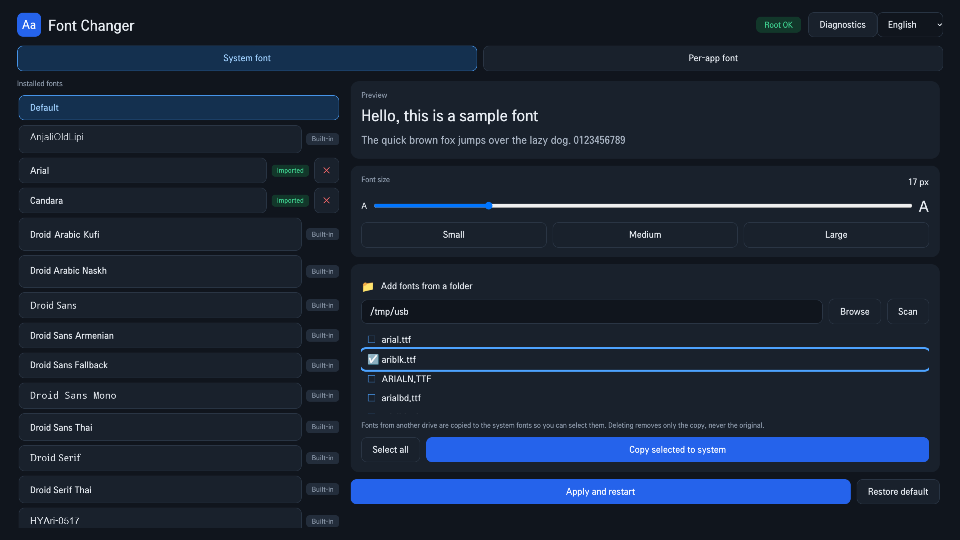 Aa Font Changer
Root OK
Diagnostics
English
System font
Per-app font
Installed fonts
Default
AnjaliOldLipi Built-in
Arial Imported ×
Candara Imported ×
Droid Arabic Kufi Built-in
Droid Arabic Naskh Built-in
Droid Sans Built-in
Droid Sans Armenian Built-in
Droid Sans Fallback Built-in
Droid Sans Mono Built-in
Droid Sans Thai Built-in
Droid Serif Built-in
Droid Serif Thai Built-in
HYAri-0517 Built-in
Preview
Hello, this is a sample font
The quick brown fox jumps over the lazy dog. 0123456789
Font size
17 px
A A
Small Medium Large
Add fonts from a folder
/tmp/usb Browse Scan
arial.ttf
ariblk.ttf
ARIALN.TTF
arialbd.ttf
Fonts from another drive are copied to the system fonts so you can select them. Deleting removes only the copy, never the original.
Select all Copy selected to system
Apply and restart Restore default